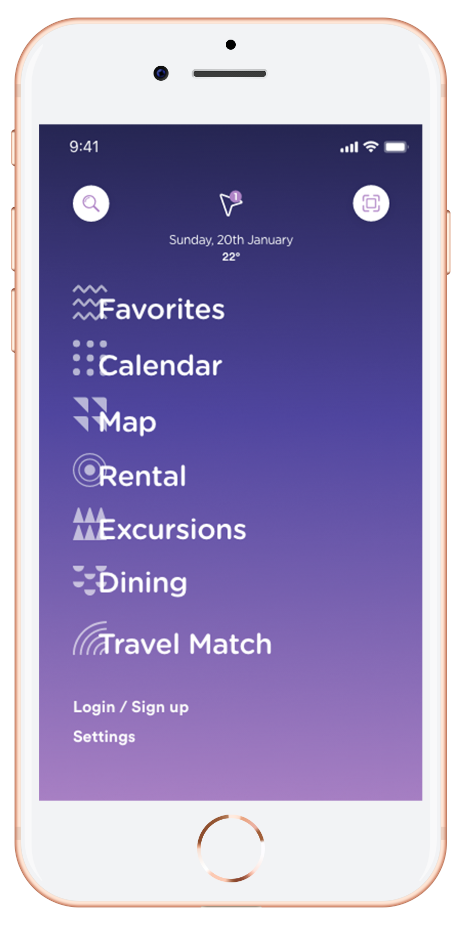 9:41
1
Sunday, 20th January
22°
Favorites
Calendar
Map
Rental
Excursions
Dining
Travel Match
Login / Sign up
Settings